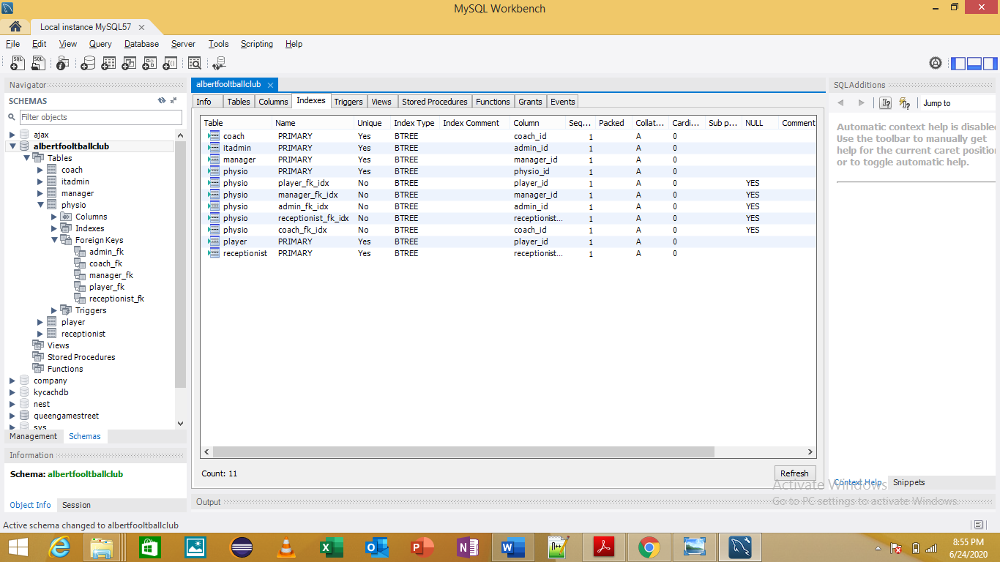 MySQL Workbench
Local instance MySQL57
File Edit View Query Database Server Tools Scripting Help
Navigator
SCHEMAS
Filter objects
ajax
albertfooltballclub
Tables
coach
itadmin
manager
physio
Columns
Indexes
Foreign Keys
admin_fk
coach_fk
manager_fk
player_fk
receptionist_fk
Triggers
player
receptionist
Views
Stored Procedures
Functions
company
kycachdb
nest
queengamestreet
sys
Management Schemas
Information
Schema: albertfooltballclub
Object Info Session
albertfooltballclub
Info Tables Columns Indexes Triggers Views Stored Procedures Functions Grants Events
Table Name Unique Index Type Index Comment Column Seq... Packed Collat... Cardi... Sub p... NULL Comment
coach PRIMARY Yes BTREE coach_id 1 A 0
itadmin PRIMARY Yes BTREE admin_id 1 A 0
manager PRIMARY Yes BTREE manager_id 1 A 0
physio PRIMARY Yes BTREE physio_id 1 A 0
physio player_fk_idx No BTREE player_id 1 A 0 YES
physio manager_fk_idx No BTREE manager_id 1 A 0 YES
physio admin_fk_idx No BTREE admin_id 1 A 0 YES
physio receptionist_fk_idx No BTREE receptionist... 1 A 0 YES
physio coach_fk_idx No BTREE coach_id 1 A 0 YES
player PRIMARY Yes BTREE player_id 1 A 0
receptionist PRIMARY Yes BTREE receptionist... 1 A 0
Count: 11
Refresh
Output
SQLAdditions
Jump to
Automatic context help is disabled
Use the toolbar to manually get
help for the current caret position
or to toggle automatic help.
Context Help Snippets
Activate Windows
Go to PC settings to activate Windows.
Active schema changed to albertfooltballclub
8:55 PM
6/24/2020